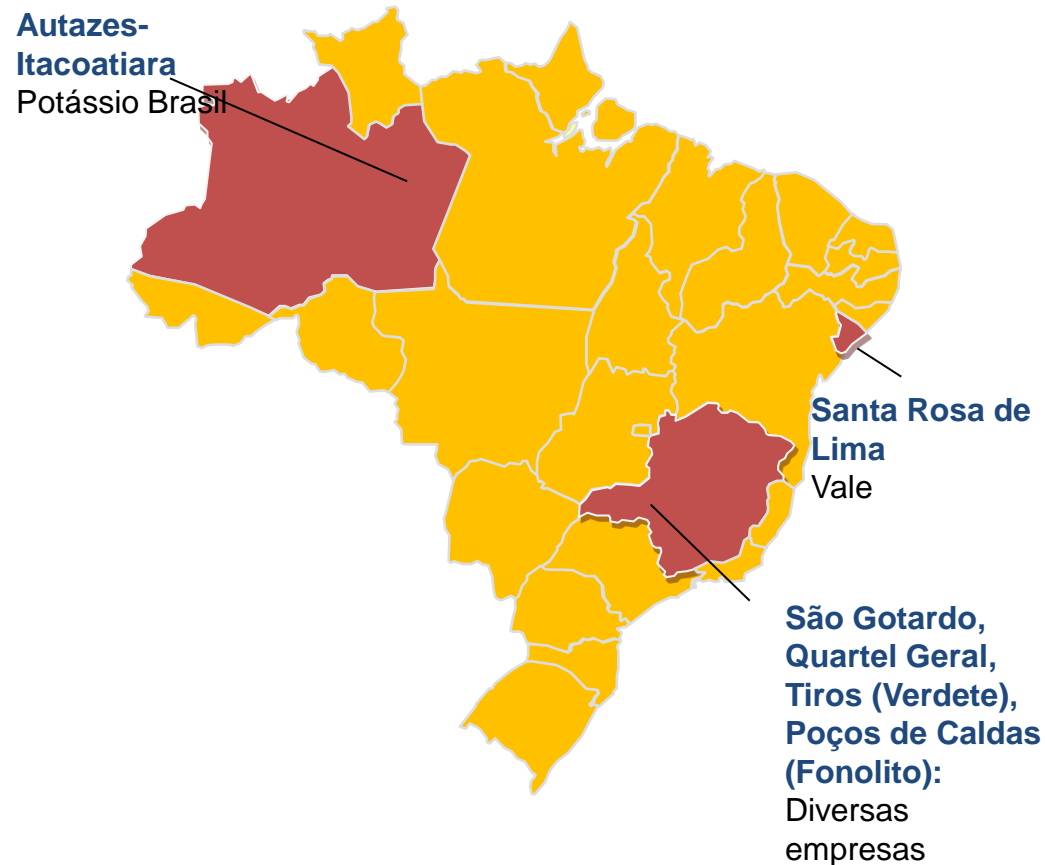 Autazes-
Itacoatiara
Potássio Brasil
Santa Rosa de
Lima
Vale
São Gotardo,
Quartel Geral,
Tiros (Verdete),
Poços de Caldas
(Fonolito):
Diversas
empresas